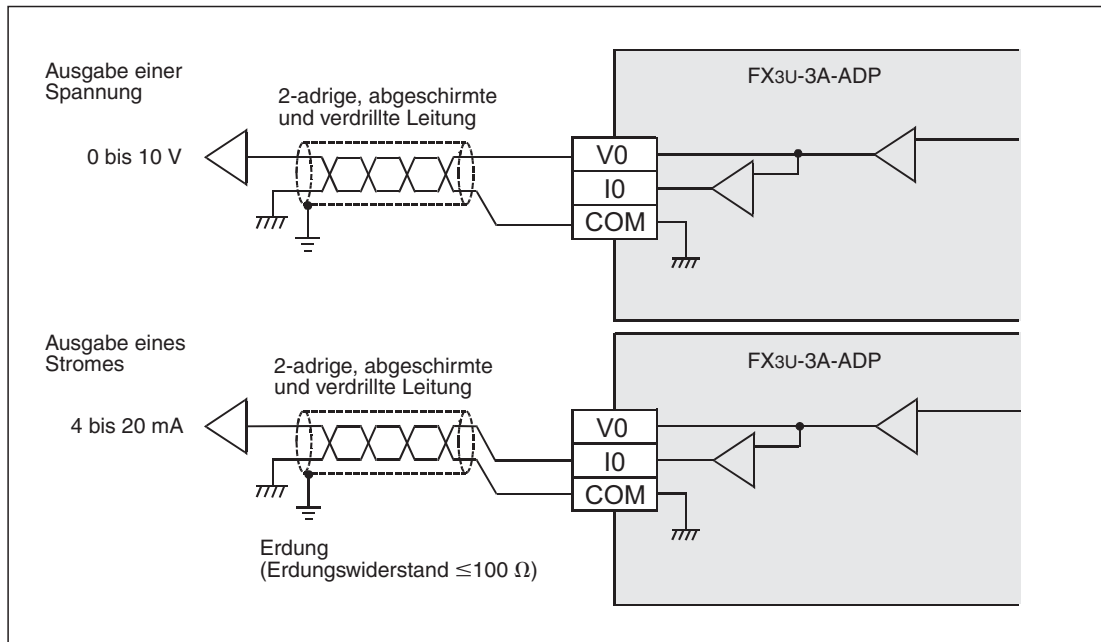 Ausgabe einer
Spannung
2-adrige, abgeschirmte
und verdrillte Leitung
0 bis 10 V
FX3U-3A-ADP
V0
I0
COM
Ausgabe eines
Stromes
2-adrige, abgeschirmte
und verdrillte Leitung
4 bis 20 mA
FX3U-3A-ADP
V0
I0
COM
Erdung
(Erdungswiderstand ≤100 Ω)